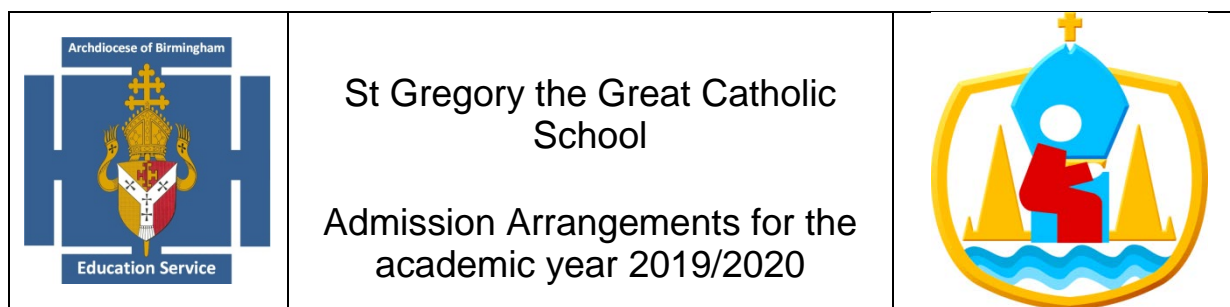 Archdiocese of Birmingham
Education Service
St Gregory the Great Catholic
School
Admission Arrangements for the
academic year 2019/2020